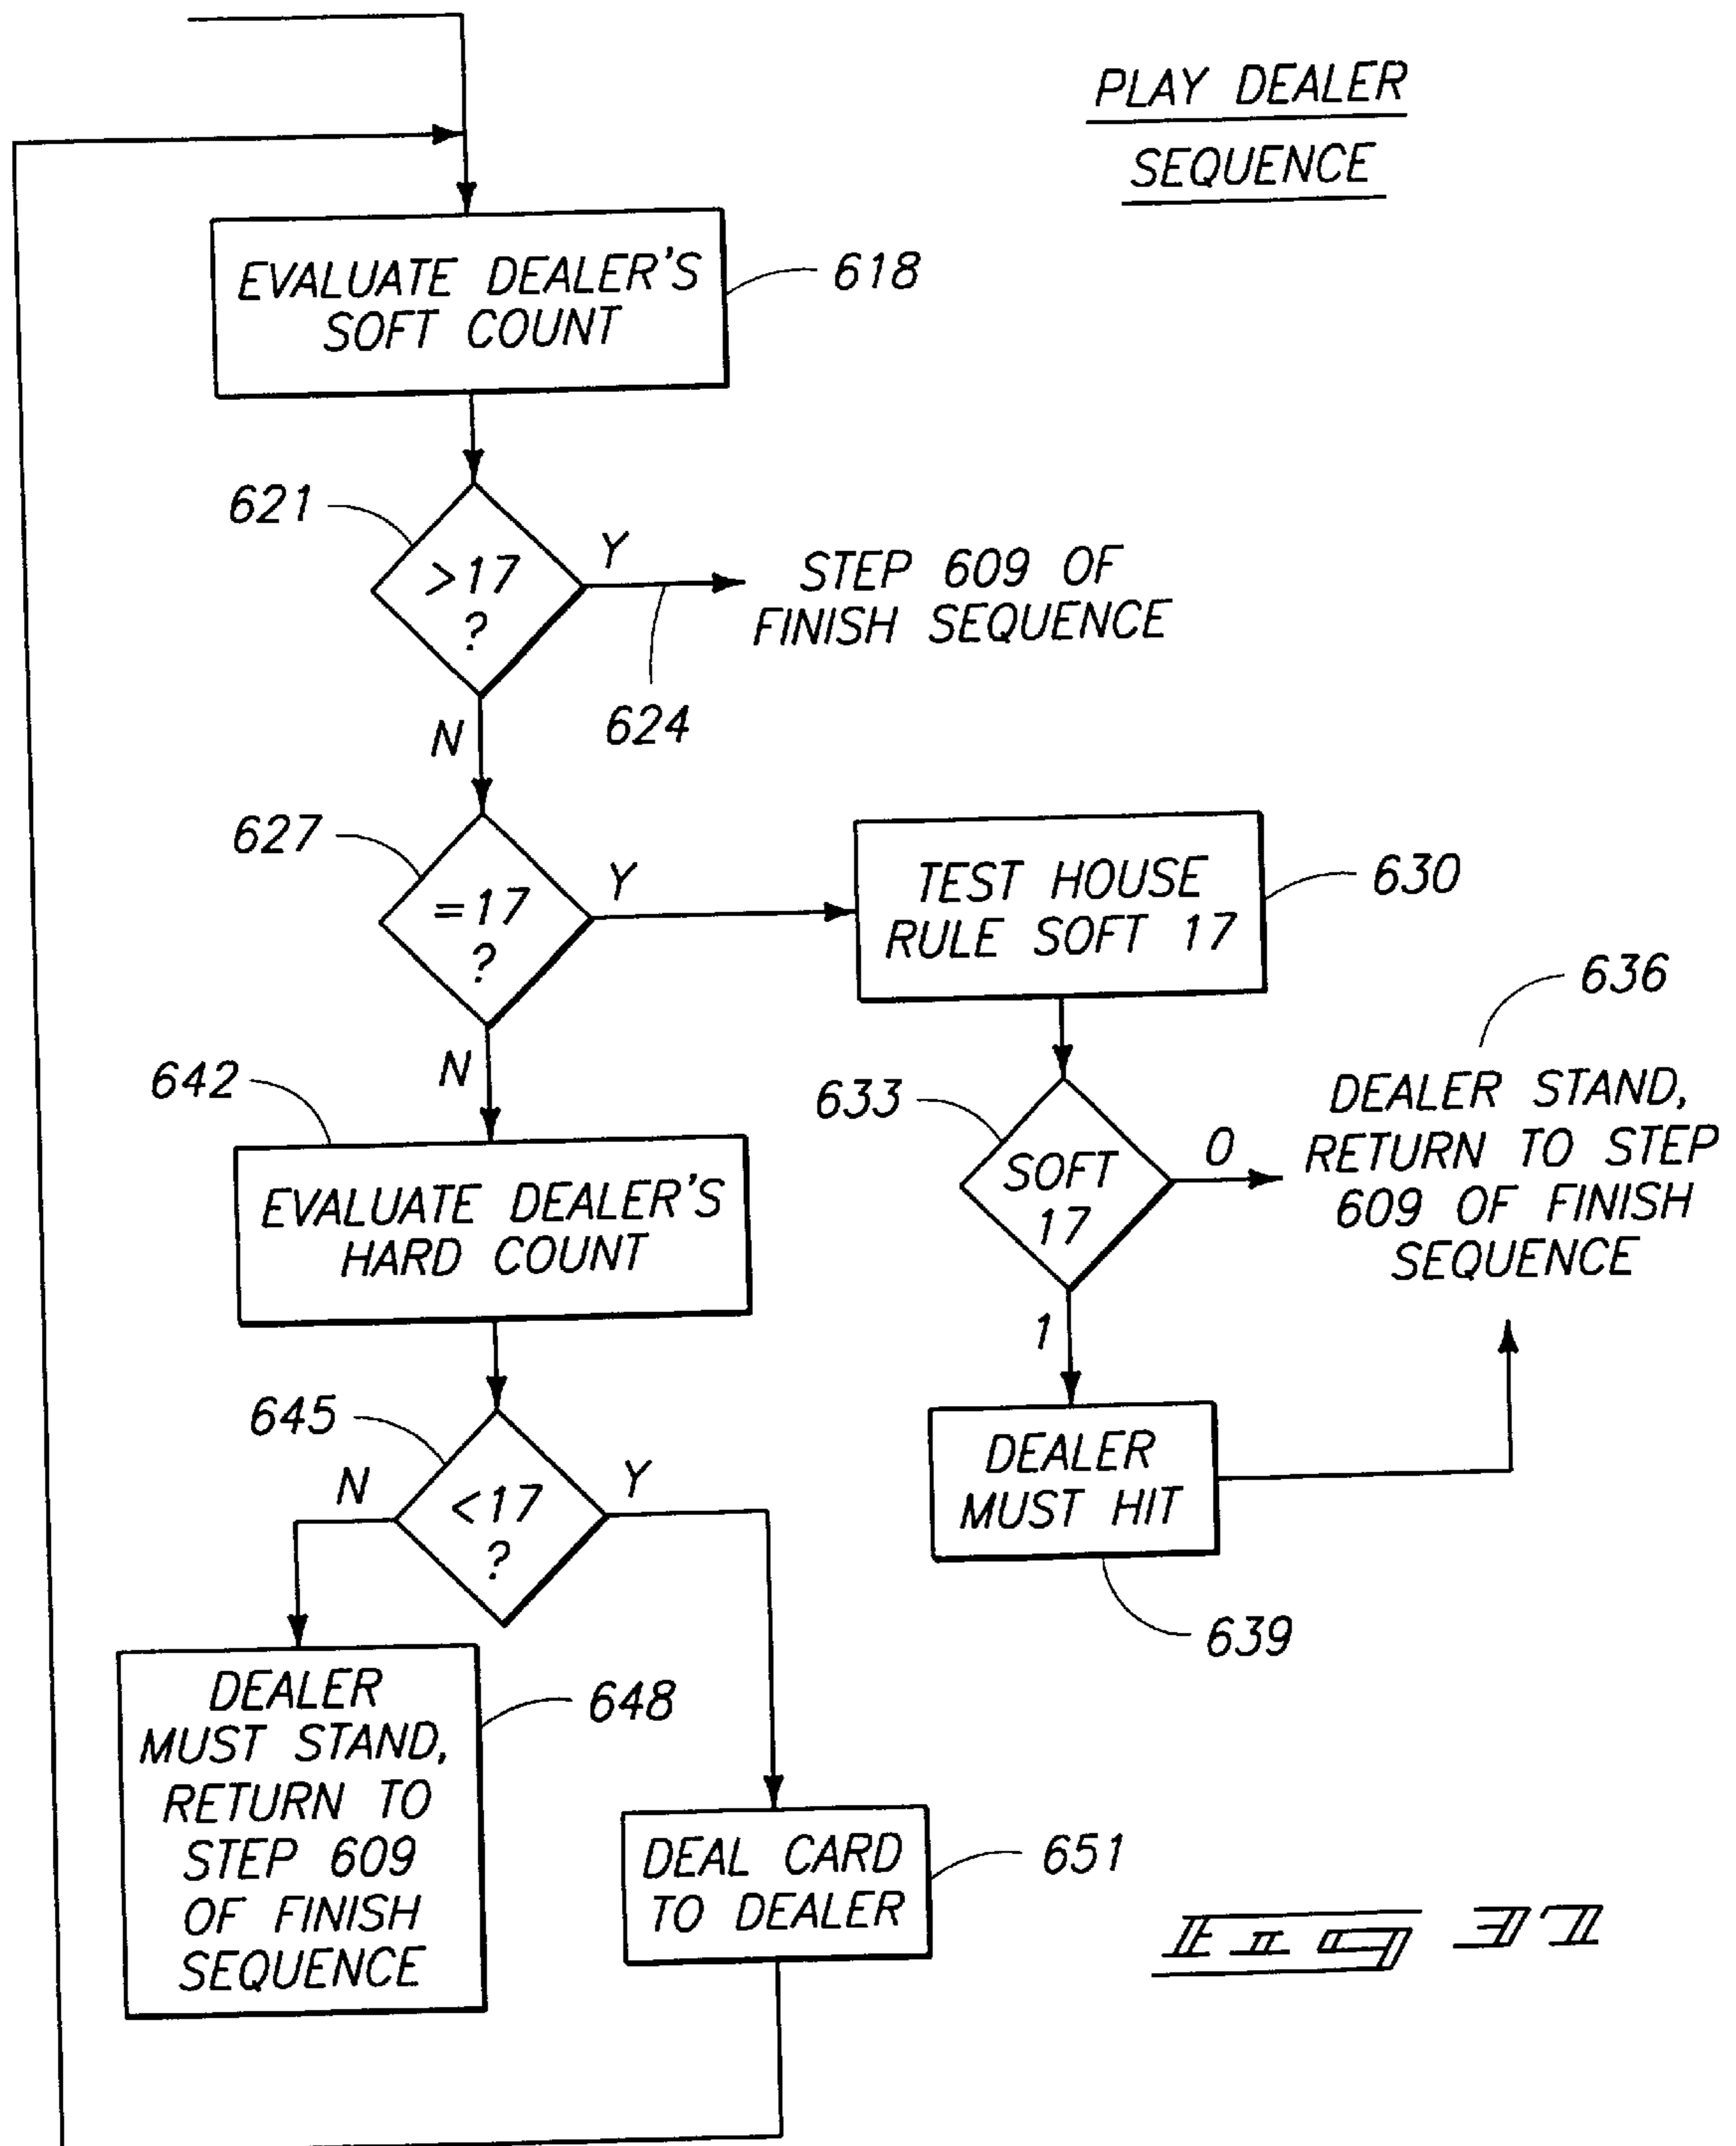 PLAY DEALER
SEQUENCE
EVALUATE DEALER'S
SOFT COUNT
618
621
>17
?
Y
STEP 609 OF
FINISH SEQUENCE
624
N
627
=17
?
Y
TEST HOUSE
RULE SOFT 17
630
636
N
642
633
SOFT
17
0
DEALER STAND,
RETURN TO STEP
609 OF FINISH
SEQUENCE
EVALUATE DEALER'S
HARD COUNT
1
645
N
<17
?
Y
DEALER
MUST HIT
639
DEALER
MUST STAND,
RETURN TO
STEP 609
OF FINISH
SEQUENCE
648
DEAL CARD
TO DEALER
651
FIG 37